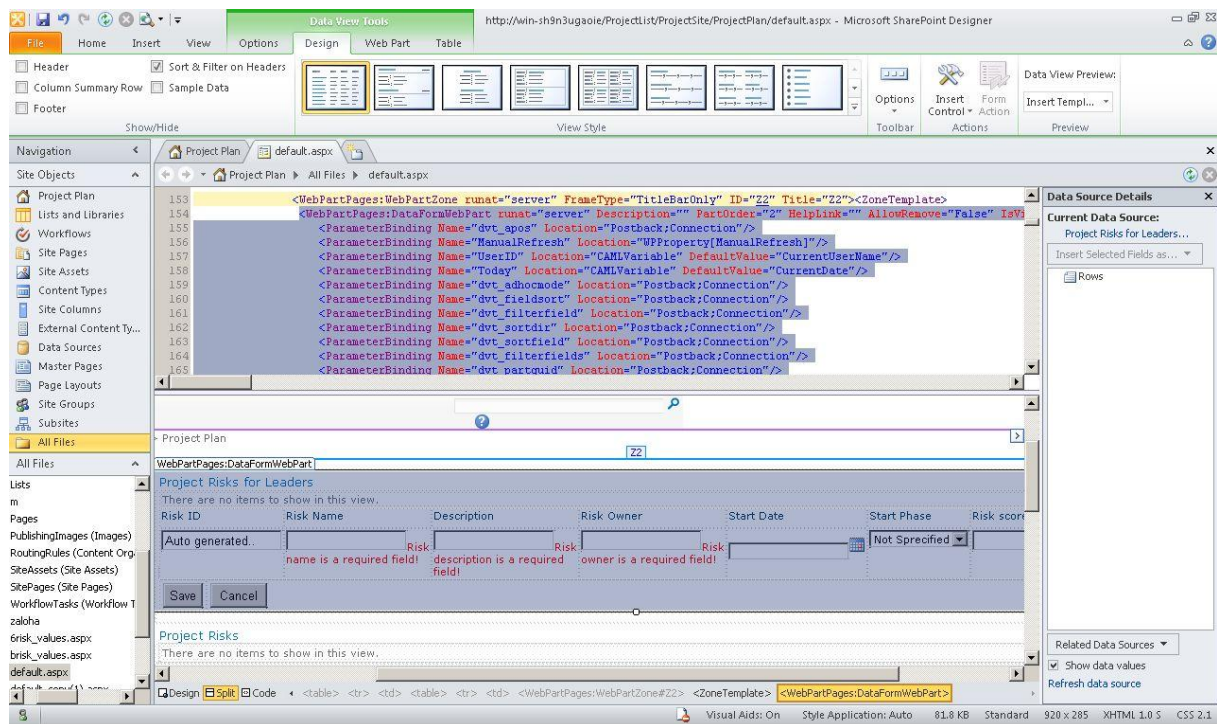 Data View Tools
http://win-sh9n3ugaoie/ProjectList/ProjectSite/ProjectPlan/default.aspx - Microsoft SharePoint Designer
File Home Insert View Options Design Web Part Table
Header
Sort & Filter on Headers
Column Summary Row
Sample Data
Footer
Show/Hide
View Style
Options
Toolbar
Insert Control
Form Action
Actions
Data View Preview:
Insert Templ...
Preview
Navigation
Site Objects
Project Plan
Lists and Libraries
Workflows
Site Pages
Site Assets
Content Types
Site Columns
External Content Ty...
Data Sources
Master Pages
Page Layouts
Site Groups
Subsites
All Files
All Files
Lists
m
Pages
PublishingImages (Images)
RoutingRules (Content Orga
SiteAssets (Site Assets)
SitePages (Site Pages)
WorkflowTasks (Workflow T
zaloha
6risk_values.aspx
brisk_values.aspx
default.aspx
default_copy(1).aspx
Project Plan
default.aspx
Project Plan All Files default.aspx
153 <WebPartPages:WebPartZone runat="server" FrameType="TitleBarOnly" ID="Z2" Title="Z2"><ZoneTemplate>
154 <WebPartPages:DataFormWebPart runat="server" Description="" PartOrder="2" HelpLink="" AllowRemove="False" IsVi
155 <ParameterBinding Name="dvt_apos" Location="Postback;Connection"/>
156 <ParameterBinding Name="ManualRefresh" Location="WPProperty[ManualRefresh]"/>
157 <ParameterBinding Name="UserID" Location="CAMLVariable" DefaultValue="CurrentUserName"/>
158 <ParameterBinding Name="Today" Location="CAMLVariable" DefaultValue="CurrentDate"/>
159 <ParameterBinding Name="dvt_adhocmode" Location="Postback;Connection"/>
160 <ParameterBinding Name="dvt_fieldsort" Location="Postback;Connection"/>
161 <ParameterBinding Name="dvt_filterfield" Location="Postback;Connection"/>
162 <ParameterBinding Name="dvt_sortdir" Location="Postback;Connection"/>
163 <ParameterBinding Name="dvt_sortfield" Location="Postback;Connection"/>
164 <ParameterBinding Name="dvt_filterfields" Location="Postback;Connection"/>
165 <ParameterBinding Name="dvt_partguid" Location="Postback;Connection"/>
Project Plan
Z2
WebPartPages:DataFormWebPart
Project Risks for Leaders
There are no items to show in this view.
Risk ID Risk Name Description Risk Owner Start Date Start Phase Risk score
Auto generated..
Risk name is a required field!
Risk description is a required field!
Risk owner is a required field!
Not Sprecified
Save Cancel
Project Risks
There are no items to show in this view.
Design Split Code <table> <tr> <td> <table> <tr> <td> <WebPartPages:WebPartZone#Z2> <ZoneTemplate> <WebPartPages:DataFormWebPart>
Data Source Details
Current Data Source:
Project Risks for Leaders...
Insert Selected Fields as...
Rows
Related Data Sources
Show data values
Refresh data source
Visual Aids: On Style Application: Auto 81.8 KB Standard 920 x 285 XHTML 1.0 S CSS 2.1